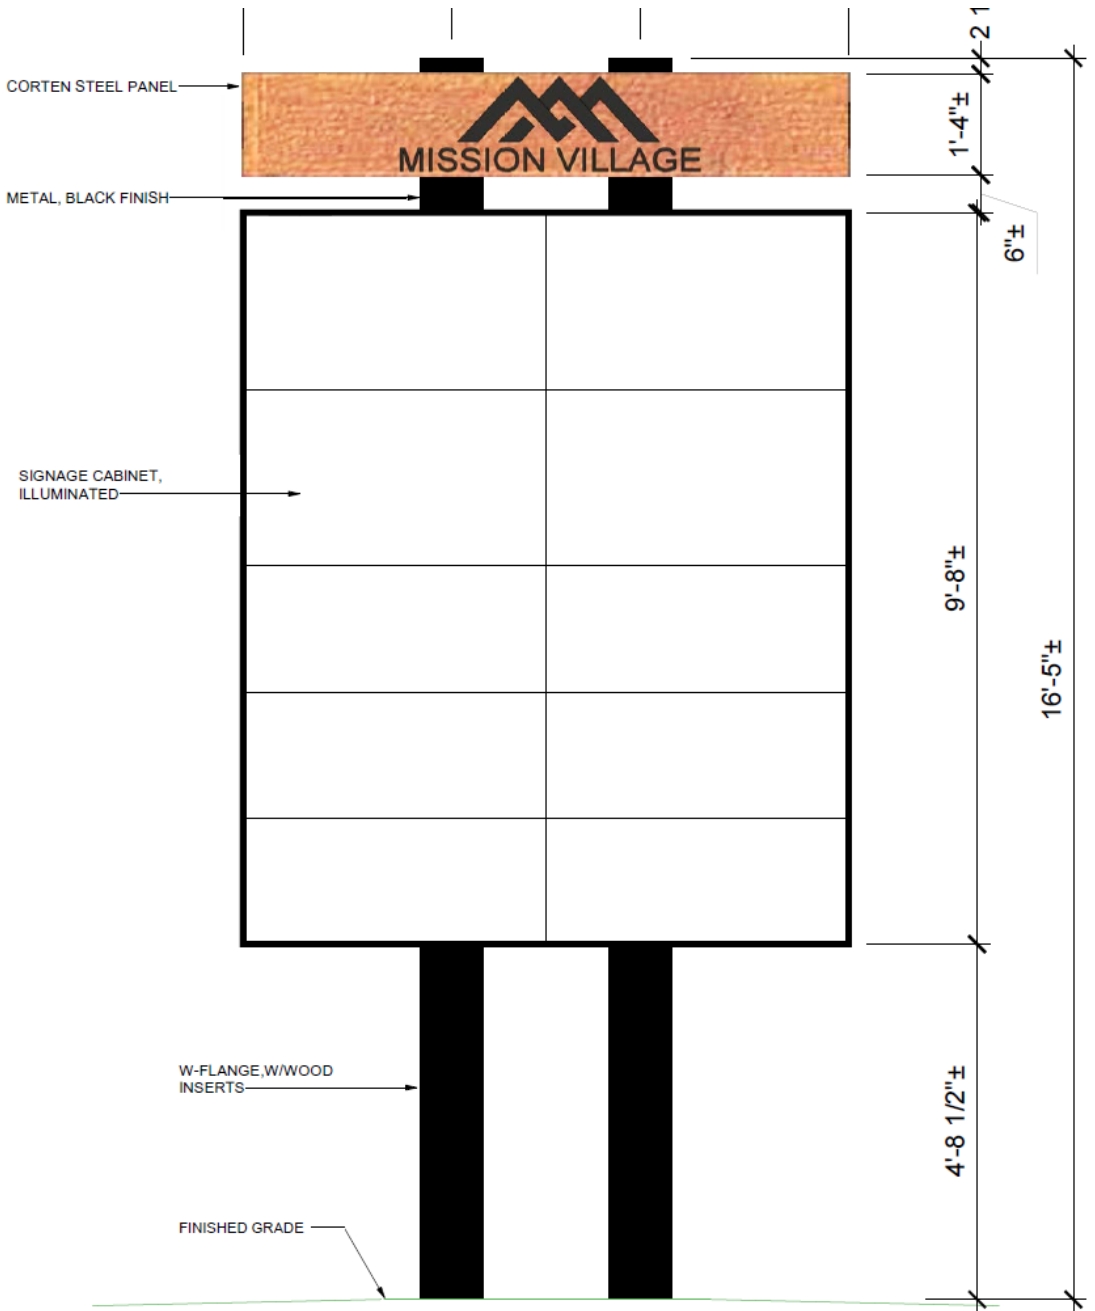 2 1
CORTEN STEEL PANEL
1'-4"±
MISSION VILLAGE
METAL, BLACK FINISH
6"±
SIGNAGE CABINET,
ILLUMINATED
9'-8"±
16'-5"±
W-FLANGE,W/WOOD
INSERTS
4'-8 1/2"±
FINISHED GRADE